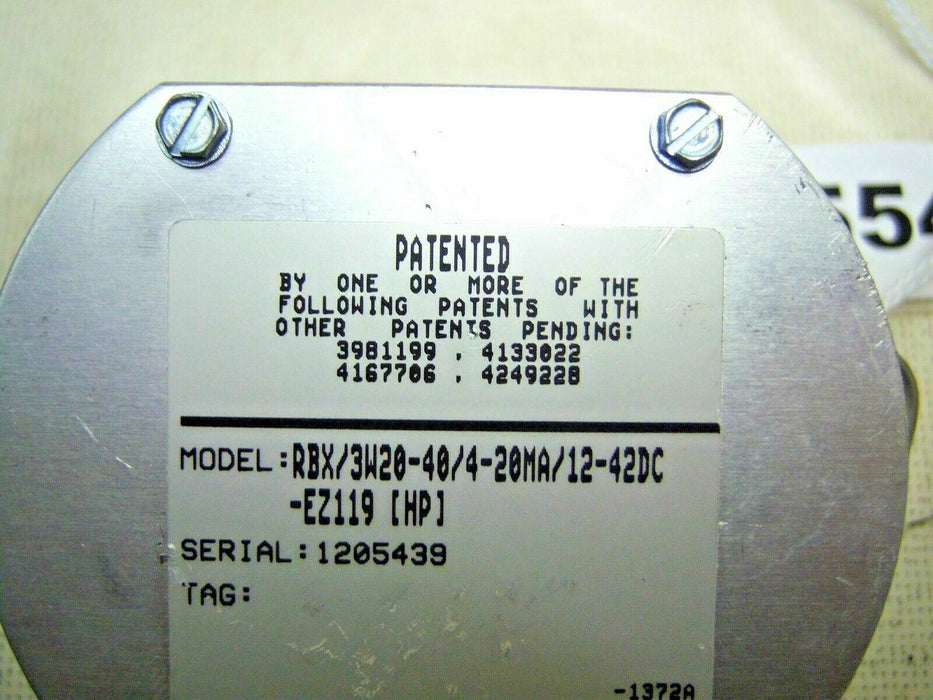 PATENTED
BY ONE OR MORE OF THE
FOLLOWING PATENTS WITH
OTHER PATENTS PENDING:
3981199 , 4133022
4167706 , 4249228
MODEL:RBX/3W20-40/4-20MA/12-42DC
-EZ119 [HP]
SERIAL:1205439
TAG:
-1372A
554